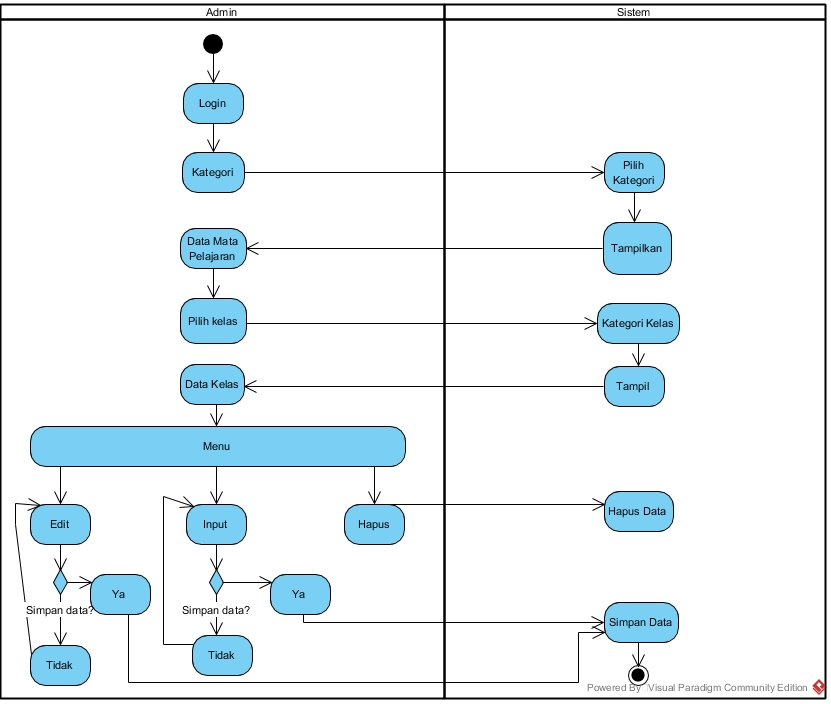 Admin
Sistem
Login
Kategori
Pilih
Kategori
Data Mata
Pelajaran
Tampilkan
Pilih kelas
Kategori Kelas
Data Kelas
Tampil
Menu
Edit
Input
Hapus
Hapus Data
Ya
Ya
Simpan data?
Simpan data?
Simpan Data
Tidak
Tidak
Powered By Visual Paradigm Community Edition